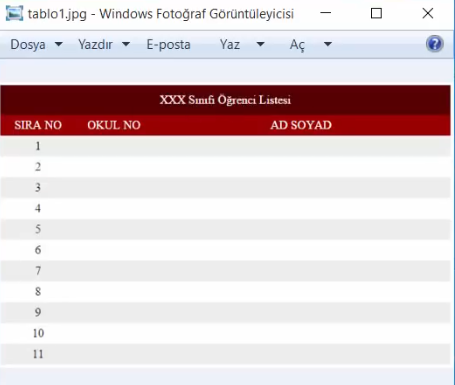 tablo1.jpg - Windows Fotoğraf Görüntüleyicisi
Dosya Yazdır E-posta Yaz Aç
XXX Sınıfı Öğrenci Listesi
SIRA NO OKUL NO AD SOYAD
1
2
3
4
5
6
7
8
9
10
11